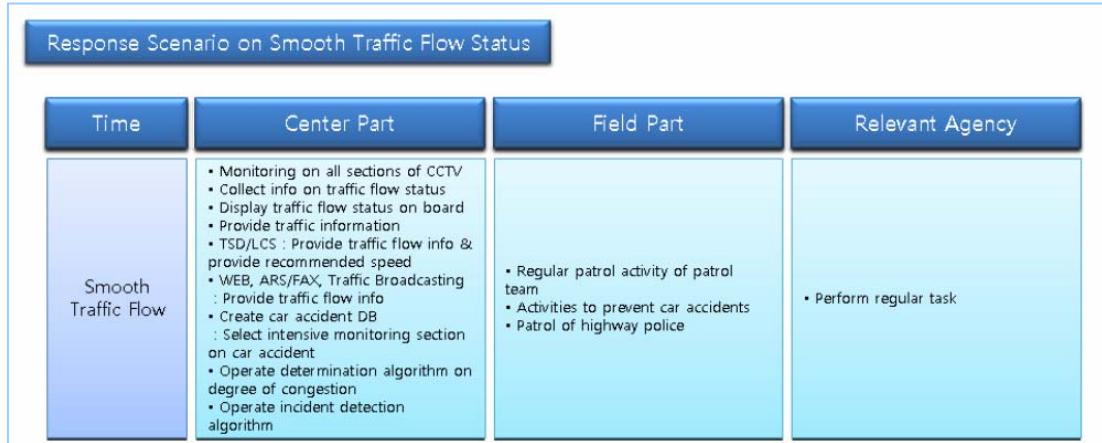 Response Scenario on Smooth Traffic Flow Status
Time
Center Part
Field Part
Relevant Agency
Smooth
Traffic Flow
• Monitoring on all sections of CCTV
• Collect info on traffic flow status
• Display traffic flow status on board
• Provide traffic information
• TSD/LCS : Provide traffic flow info &
provide recommended speed
• WEB, ARS/FAX, Traffic Broadcasting
: Provide traffic flow info
• Create car accident DB
: Select intensive monitoring section
on car accident
• Operate determination algorithm on
degree of congestion
• Operate incident detection
algorithm
• Regular patrol activity of patrol
team
• Activities to prevent car accidents
• Patrol of highway police
• Perform regular task